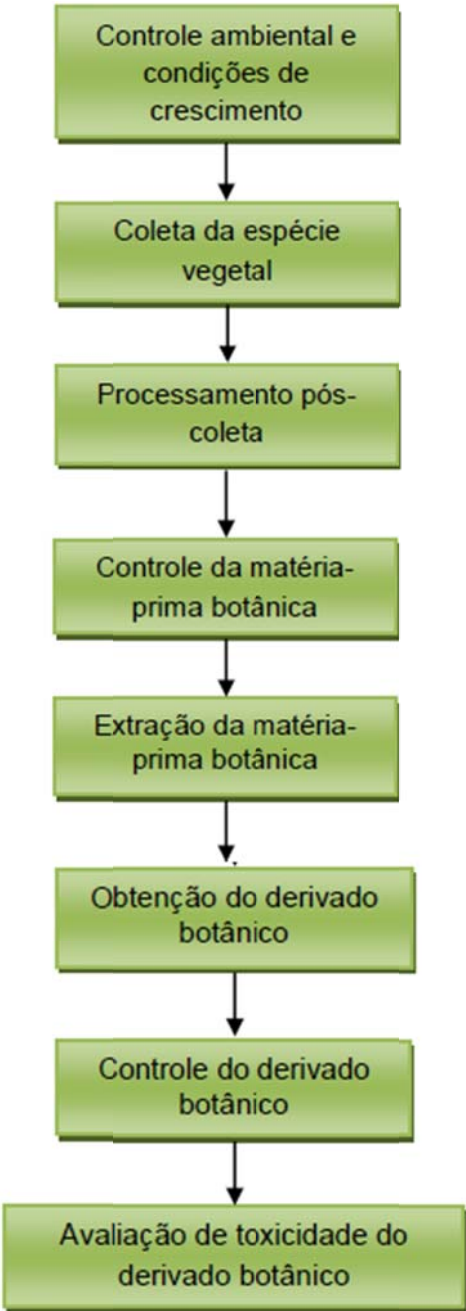 Controle ambiental e
condições de
crescimento
Coleta da espécie
vegetal
Processamento pós-
coleta
Controle da matéria-
prima botânica
Extração da matéria-
prima botânica
Obtenção do derivado
botânico
Controle do derivado
botânico
Avaliação de toxicidade do
derivado botânico